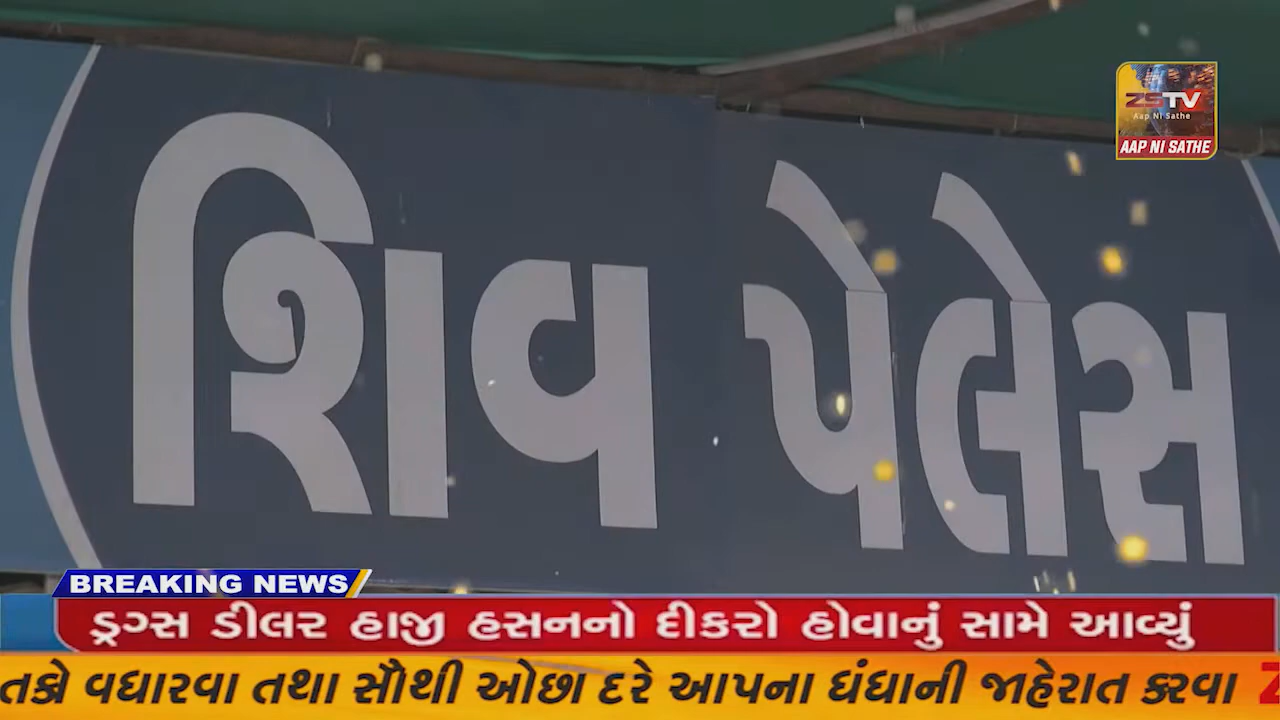 શિવ પેલેસ
ZSTV
Aap Ni Sathe
AAP NI SATHE
BREAKING NEWS
ડ્રગ્સ ડીલર હાજી હસનનો દીકરો હોવાનું સામે આવ્યું
તકો વધારવા તથા સૌથી ઓછા દરે આપના ધંધાની જાહેરાત કરવા